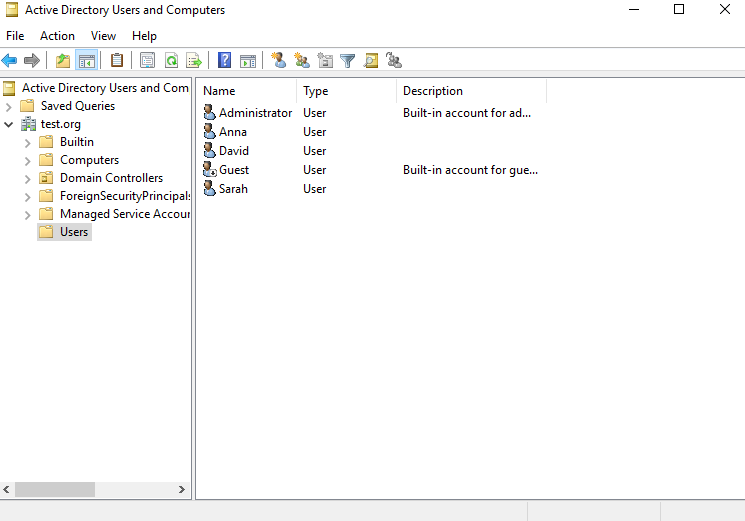 Active Directory Users and Computers
File Action View Help
Active Directory Users and Com
Saved Queries
test.org
Builtin
Computers
Domain Controllers
ForeignSecurityPrincipals
Managed Service Accoun
Users
Name Type Description
Administrator User Built-in account for ad...
Anna User
David User
Guest User Built-in account for gue...
Sarah User